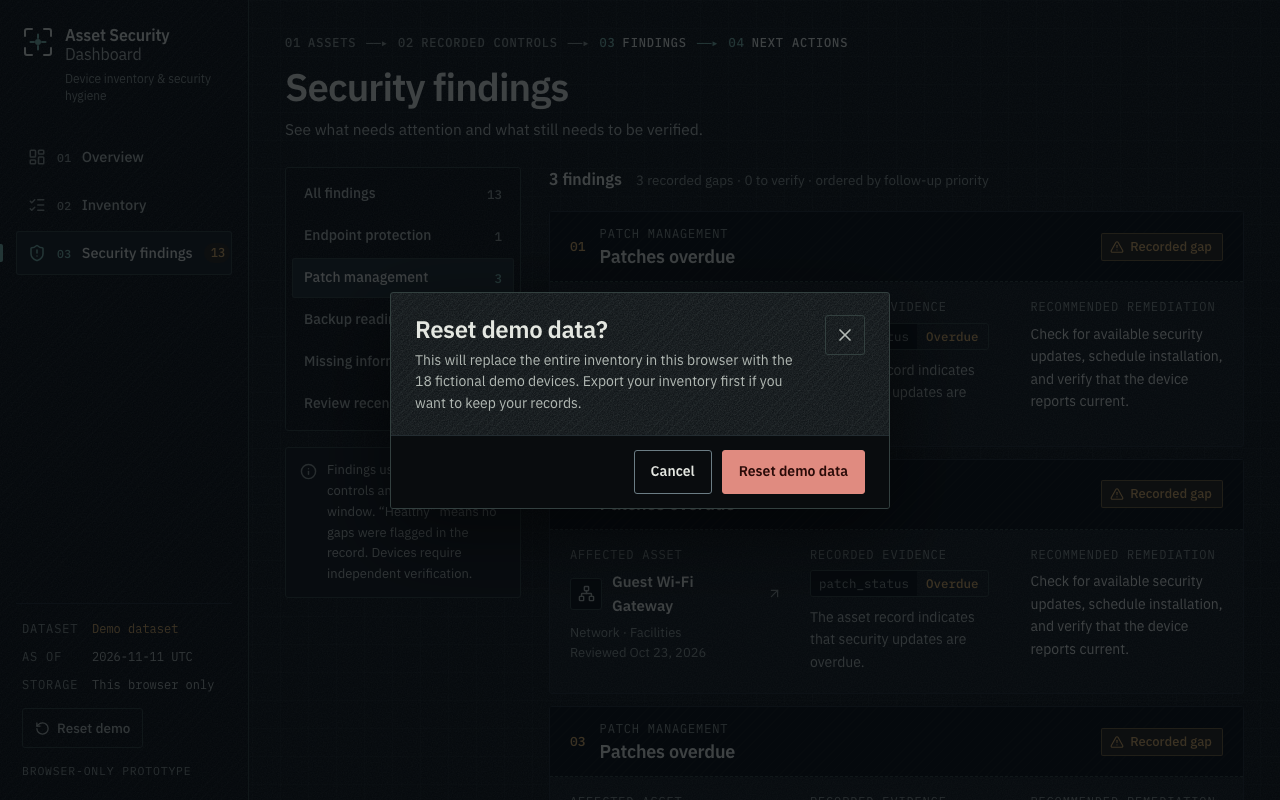 Asset Security
Dashboard
Device inventory & security
hygiene
01 Overview
02 Inventory
03 Security findings 13
DATASET Demo dataset
AS OF 2026-11-11 UTC
STORAGE This browser only
Reset demo
BROWSER-ONLY PROTOTYPE
01 ASSETS 02 RECORDED CONTROLS 03 FINDINGS 04 NEXT ACTIONS
Security findings
See what needs attention and what still needs to be verified.
All findings 13
Endpoint protection 1
Patch management 3
Backup
Missing
Review
Findings
controls
window. "Healthy" means no
gaps were flagged in the
record. Devices require
independent verification.
3 findings 3 recorded gaps · 0 to verify · ordered by follow-up priority
01 PATCH MANAGEMENT
Patches overdue
Recorded gap
Overdue
indicates
updates are
RECOMMENDED REMEDIATION
Check for available security
updates, schedule installation,
and verify that the device
reports current.
Reset demo data?
This will replace the entire inventory in this browser with the
18 fictional demo devices. Export your inventory first if you
want to keep your records.
Cancel Reset demo data
Recorded gap
AFFECTED ASSET
Guest Wi-Fi
Gateway
Network · Facilities
Reviewed Oct 23, 2026
RECORDED EVIDENCE
patch_status Overdue
The asset record indicates
that security updates are
overdue.
RECOMMENDED REMEDIATION
Check for available security
updates, schedule installation,
and verify that the device
reports current.
03 PATCH MANAGEMENT
Patches overdue
Recorded gap